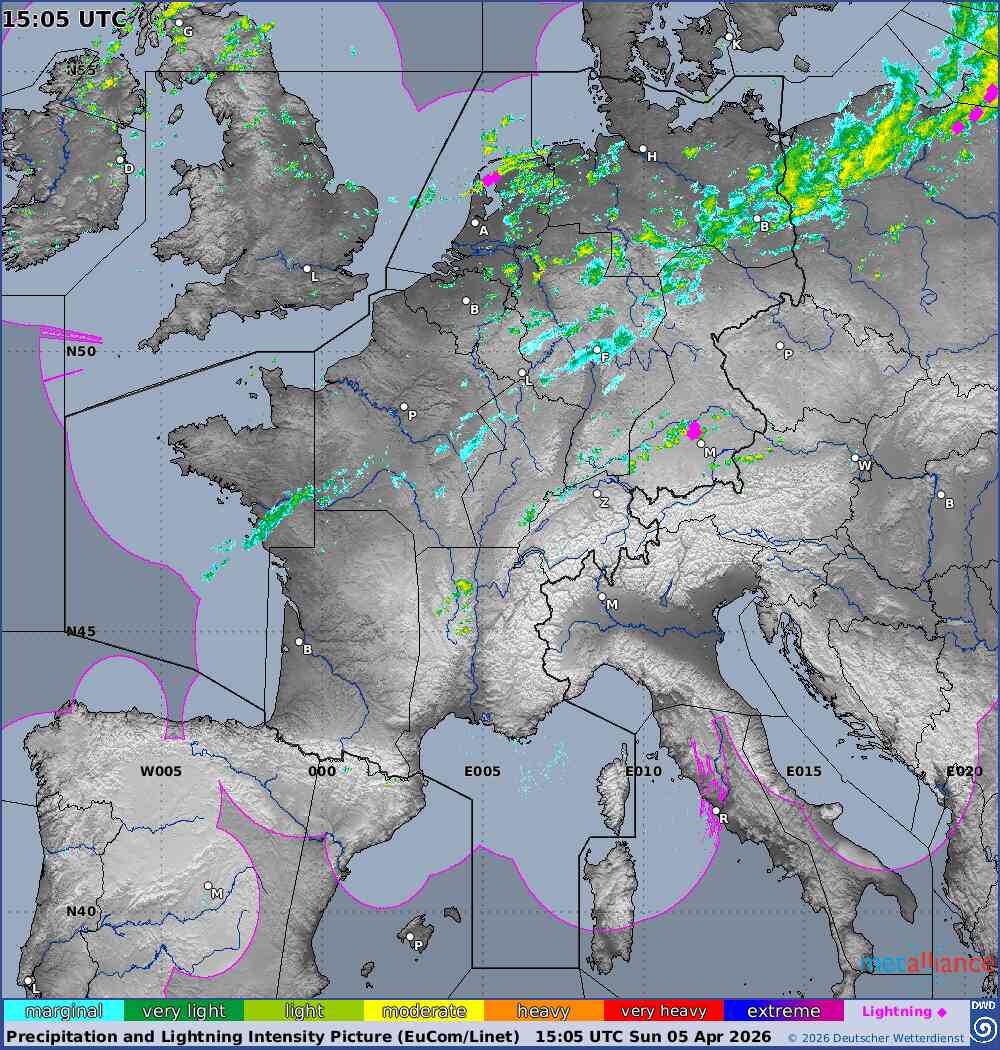 15:05 UTC
G
K
N55
H
D
A
B
L
B
N50
P
F
L
P
M
W
B
Z
M
N45
B
W005
000
E005
E010
E015
E020
R
M
N40
P
metalliance
L
marginal very light light moderate heavy very heavy extreme Lightning ◆
DWD
Precipitation and Lightning Intensity Picture (EuCom/Linet) 15:05 UTC Sun 05 Apr 2026 © 2026 Deutscher Wetterdienst